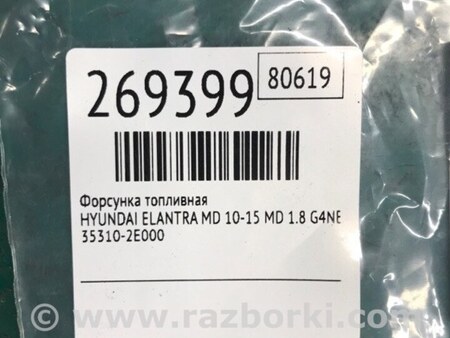 269399
80619
Форсунка топливная
HYUNDAI ELANTRA MD 10-15 MD 1.8 G4NE
35310-2E000
© www.razborki.com